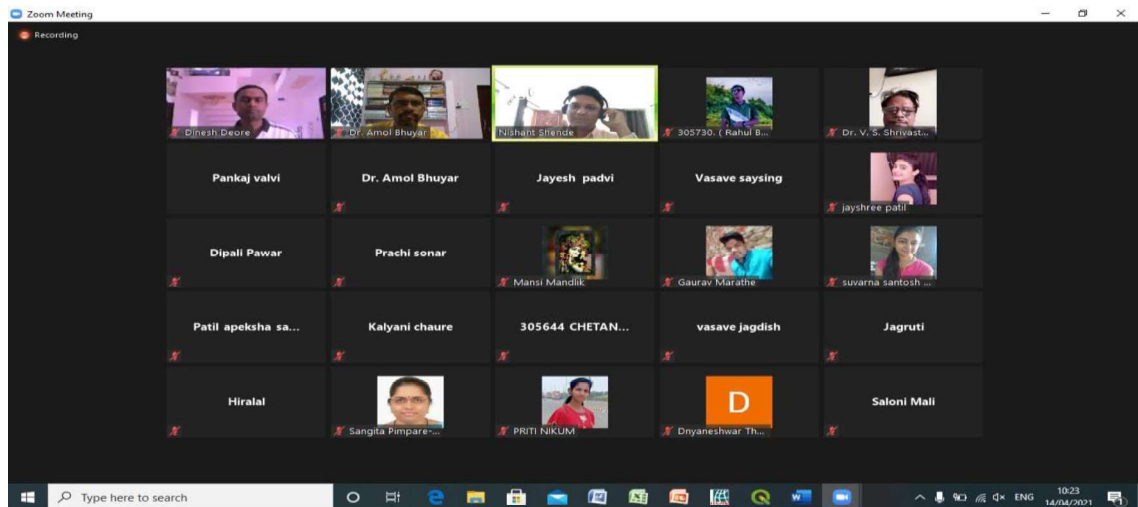 Zoom Meeting
Recording
Dinesh Deore
Dr. Amol Bhuyar
Nishant Shende
305730. ( Rahul B...
Dr. V. S. Shrivast...
Pankaj valvi
Dr. Amol Bhuyar
Jayesh padvi
Vasave saysing
jayshree patil
Dipali Pawar
Prachi sonar
Mansi Mandlik
Gaurav Marathe
suvarna santosh ...
Patil apeksha sa...
Kalyani chaure
305644 CHETAN...
vasave jagdish
Jagruti
Hiralal
Sangita Pimpare-...
PRITI NIKUM
D
Dnyaneshwar Th...
Saloni Mali
Type here to search
ENG
10:23
14/04/2021